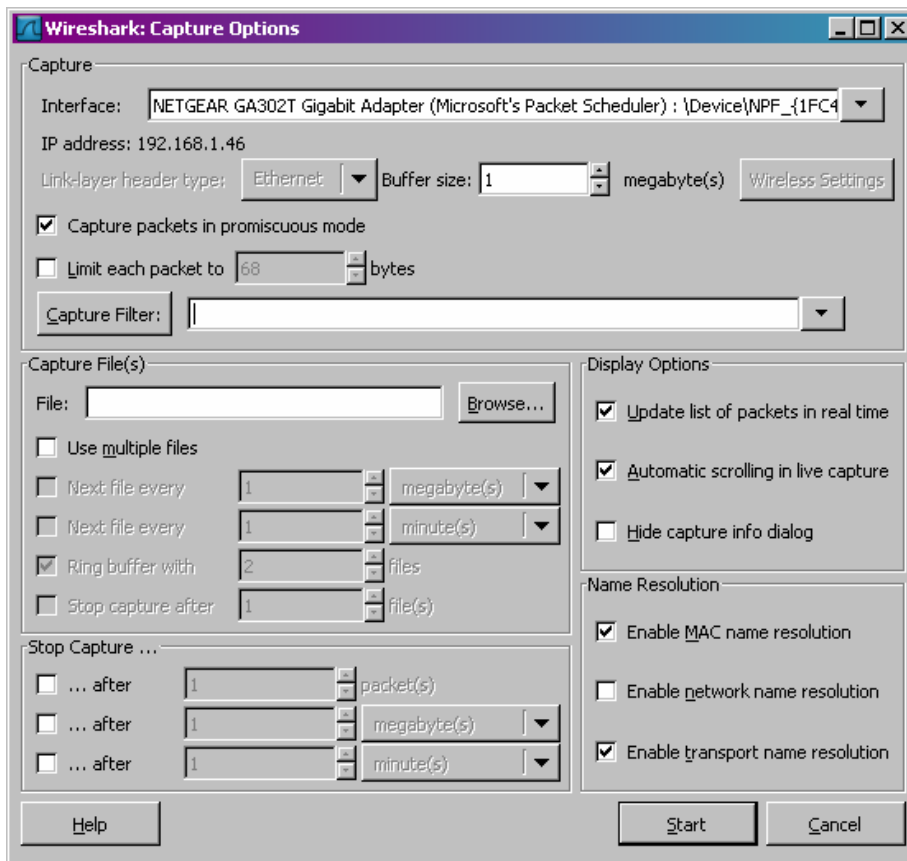 Wireshark: Capture Options
Capture
Interface: NETGEAR GA302T Gigabit Adapter (Microsoft's Packet Scheduler) : \Device\NPF_{1FC4
IP address: 192.168.1.46
Link-layer header type: Ethernet Buffer size: 1 megabyte(s) Wireless Settings
Capture packets in promiscuous mode
Limit each packet to 68 bytes
Capture Filter:
Capture File(s)
File: Browse...
Use multiple files
Next file every 1 megabyte(s)
Next file every 1 minute(s)
Ring buffer with 2 files
Stop capture after 1 file(s)
Stop Capture ...
... after 1 packet(s)
... after 1 megabyte(s)
... after 1 minute(s)
Display Options
Update list of packets in real time
Automatic scrolling in live capture
Hide capture info dialog
Name Resolution
Enable MAC name resolution
Enable network name resolution
Enable transport name resolution
Help Start Cancel